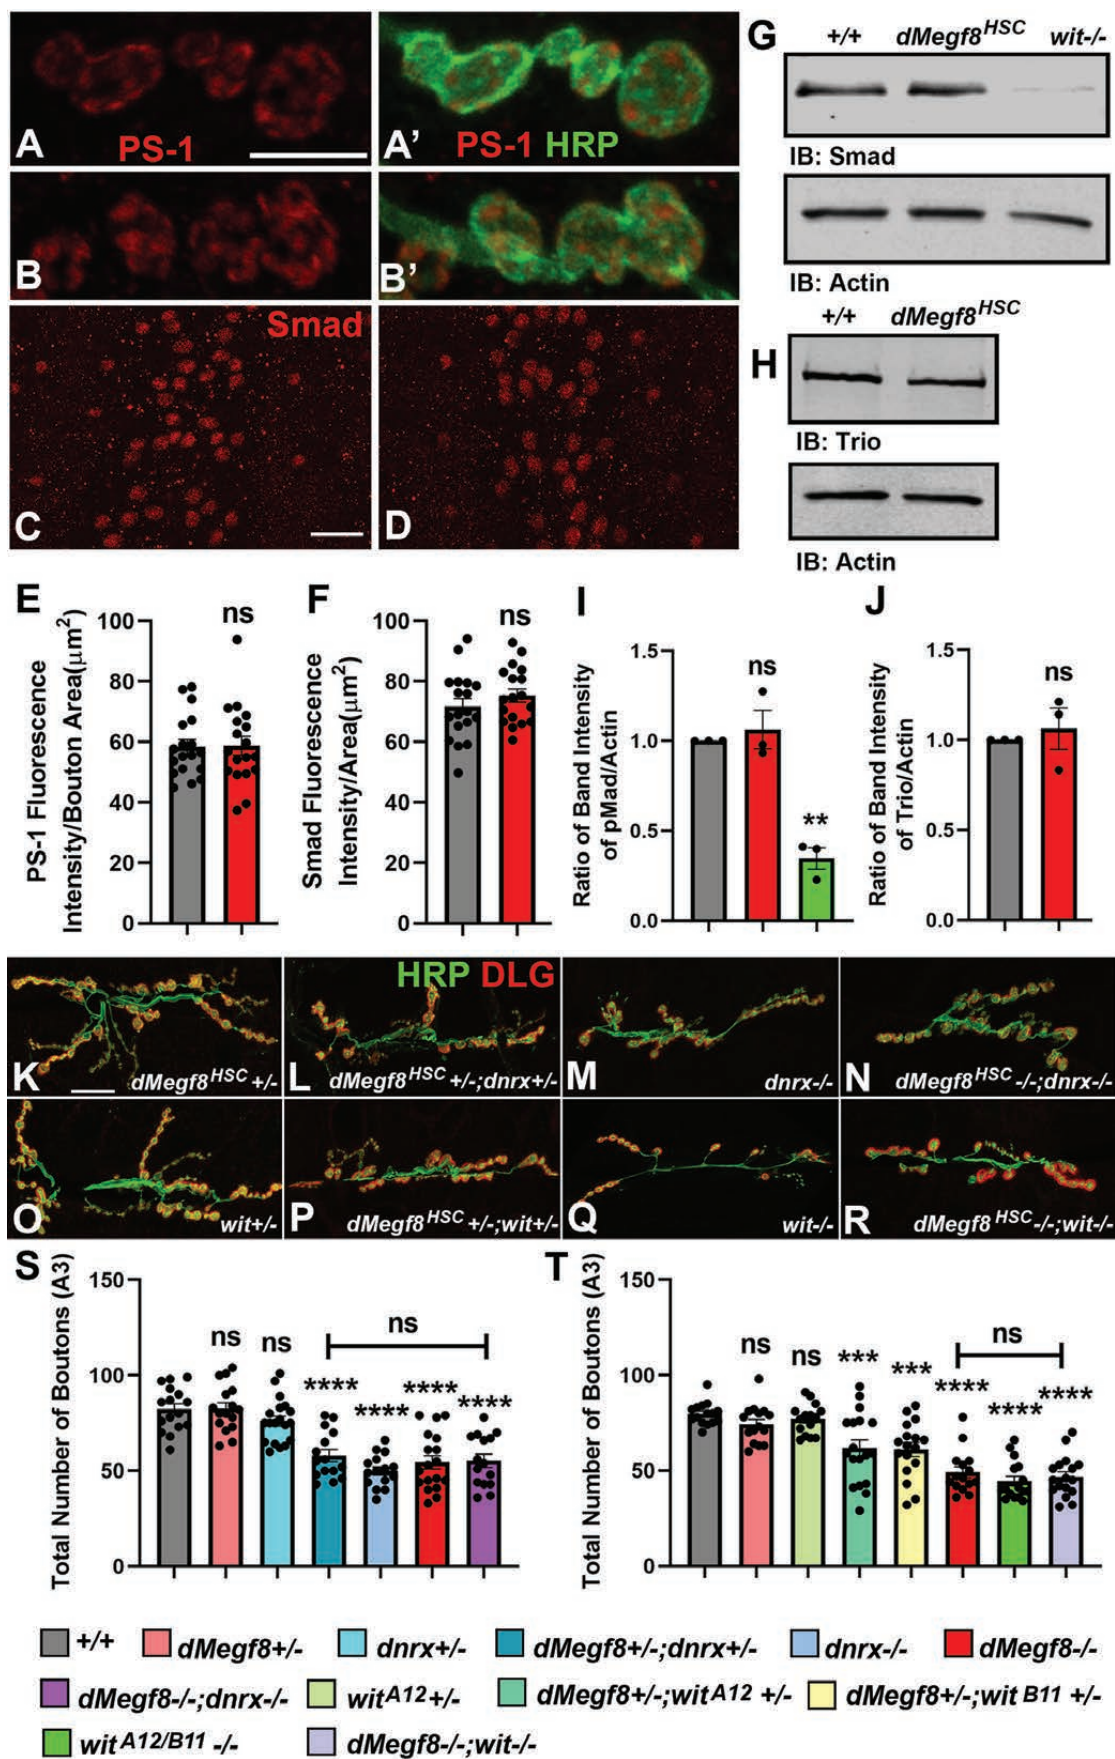 A
PS-1
A’
PS-1 HRP
B
B’
Smad
C
D
G
+/+ dMegf8HSC wit-/-
IB: Smad
IB: Actin
+/+ dMegf8HSC
H
IB: Trio
IB: Actin
E
PS-1 Fluorescence
Intensity/Bouton Area(μm2)
100
80
60
40
20
0
ns
F
Smad Fluorescence
Intensity/Area(μm2)
100
80
60
40
20
0
ns
I
Ratio of Band Intensity
of pMad/Actin
1.5
1.0
0.5
0.0
ns
**
J
Ratio of Band Intensity
of Trio/Actin
1.5
1.0
0.5
0.0
ns
HRP DLG
K
dMegf8HSC +/-
L
dMegf8HSC +/-;dnrx+/-
M
dnrx-/-
N
dMegf8HSC -/-;dnrx-/-
O
wit+/-
P
dMegf8HSC +/-;wit+/-
Q
wit-/-
R
dMegf8HSC -/-;wit-/-
S
Total Number of Boutons (A3)
150
100
50
0
ns
ns
ns
****
****
****
****
T
Total Number of Boutons (A3)
150
100
50
0
ns
ns
ns
***
***
****
****
****
+/+ dMegf8+/- dnrx+/- dMegf8+/-;dnrx+/- dnrx-/- dMegf8-/-
dMegf8-/-;dnrx-/- witA12 +/- dMegf8+/-;witA12 +/- dMegf8+/-;wit B11 +/-
witA12/B11 -/- dMegf8-/-;wit-/-